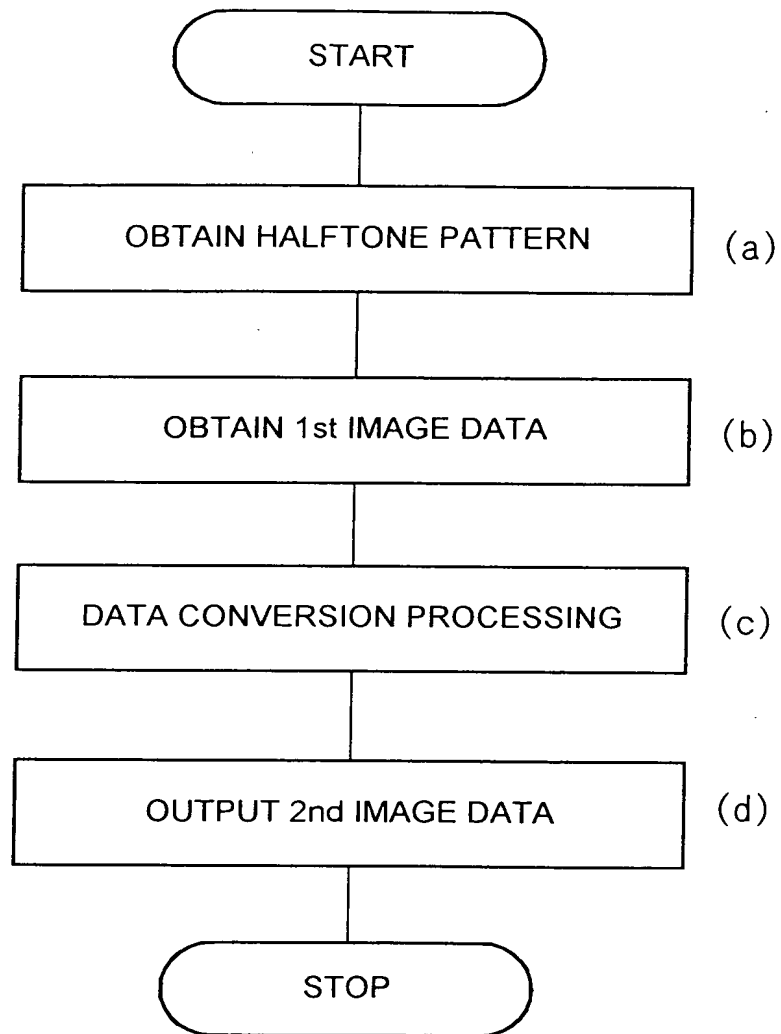 START
OBTAIN HALFTONE PATTERN (a)
OBTAIN 1st IMAGE DATA (b)
DATA CONVERSION PROCESSING (c)
OUTPUT 2nd IMAGE DATA (d)
STOP